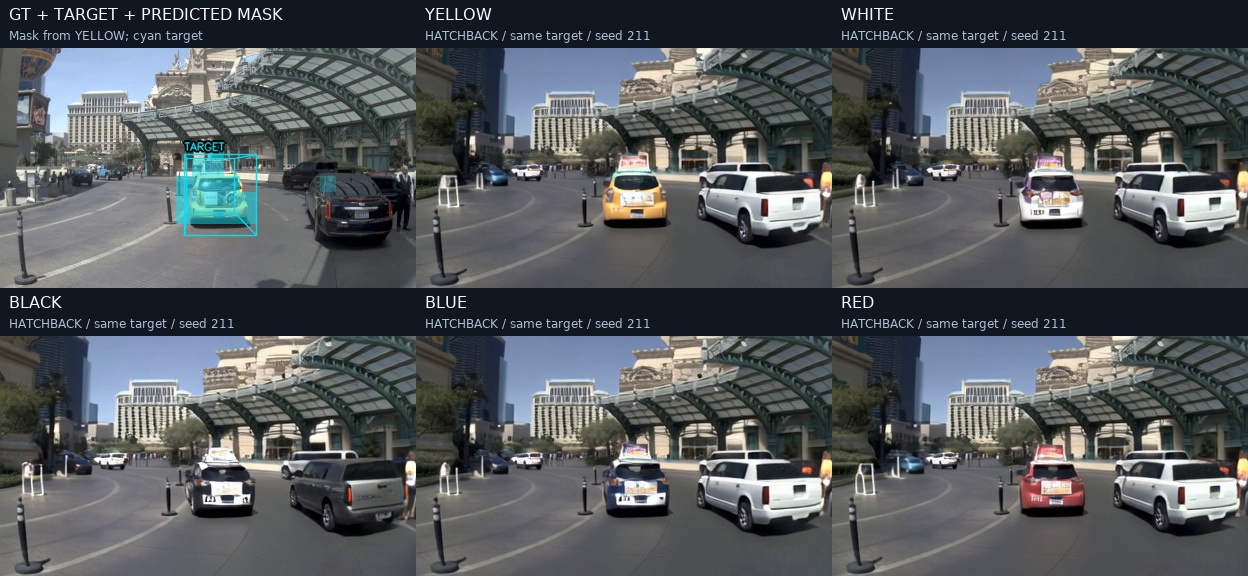 GT + TARGET + PREDICTED MASK
Mask from YELLOW; cyan target
YELLOW
HATCHBACK / same target / seed 211
WHITE
HATCHBACK / same target / seed 211
TARGET
BLACK
HATCHBACK / same target / seed 211
BLUE
HATCHBACK / same target / seed 211
RED
HATCHBACK / same target / seed 211